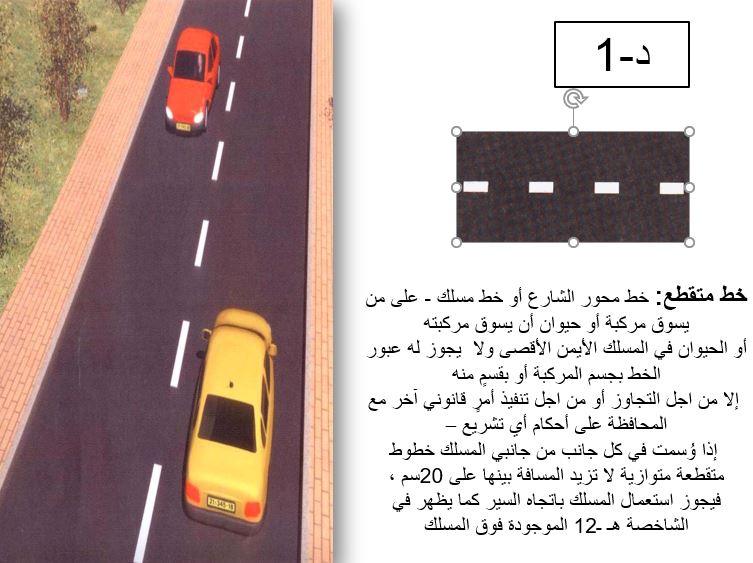 د-1
خط متقطع: خط محور الشارع أو خط مسلك - على من
يسوق مركبة أو حيوان أن يسوق مركبته
أو الحيوان في المسلك الأيمن الأقصى ولا يجوز له عبور
الخط بجسم المركبة أو بقسمٍ منه
إلا من اجل التجاوز أو من اجل تنفيذ أمرٍ قانوني آخر مع
المحافظة على أحكام أي تشريع –
إذا وُسمت في كل جانب من جانبي المسلك خطوط
متقطعة متوازية لا تزيد المسافة بينها على 20سم ،
فيجوز استعمال المسلك باتجاه السير كما يظهر في
الشاخصة هـ -12 الموجودة فوق المسلك